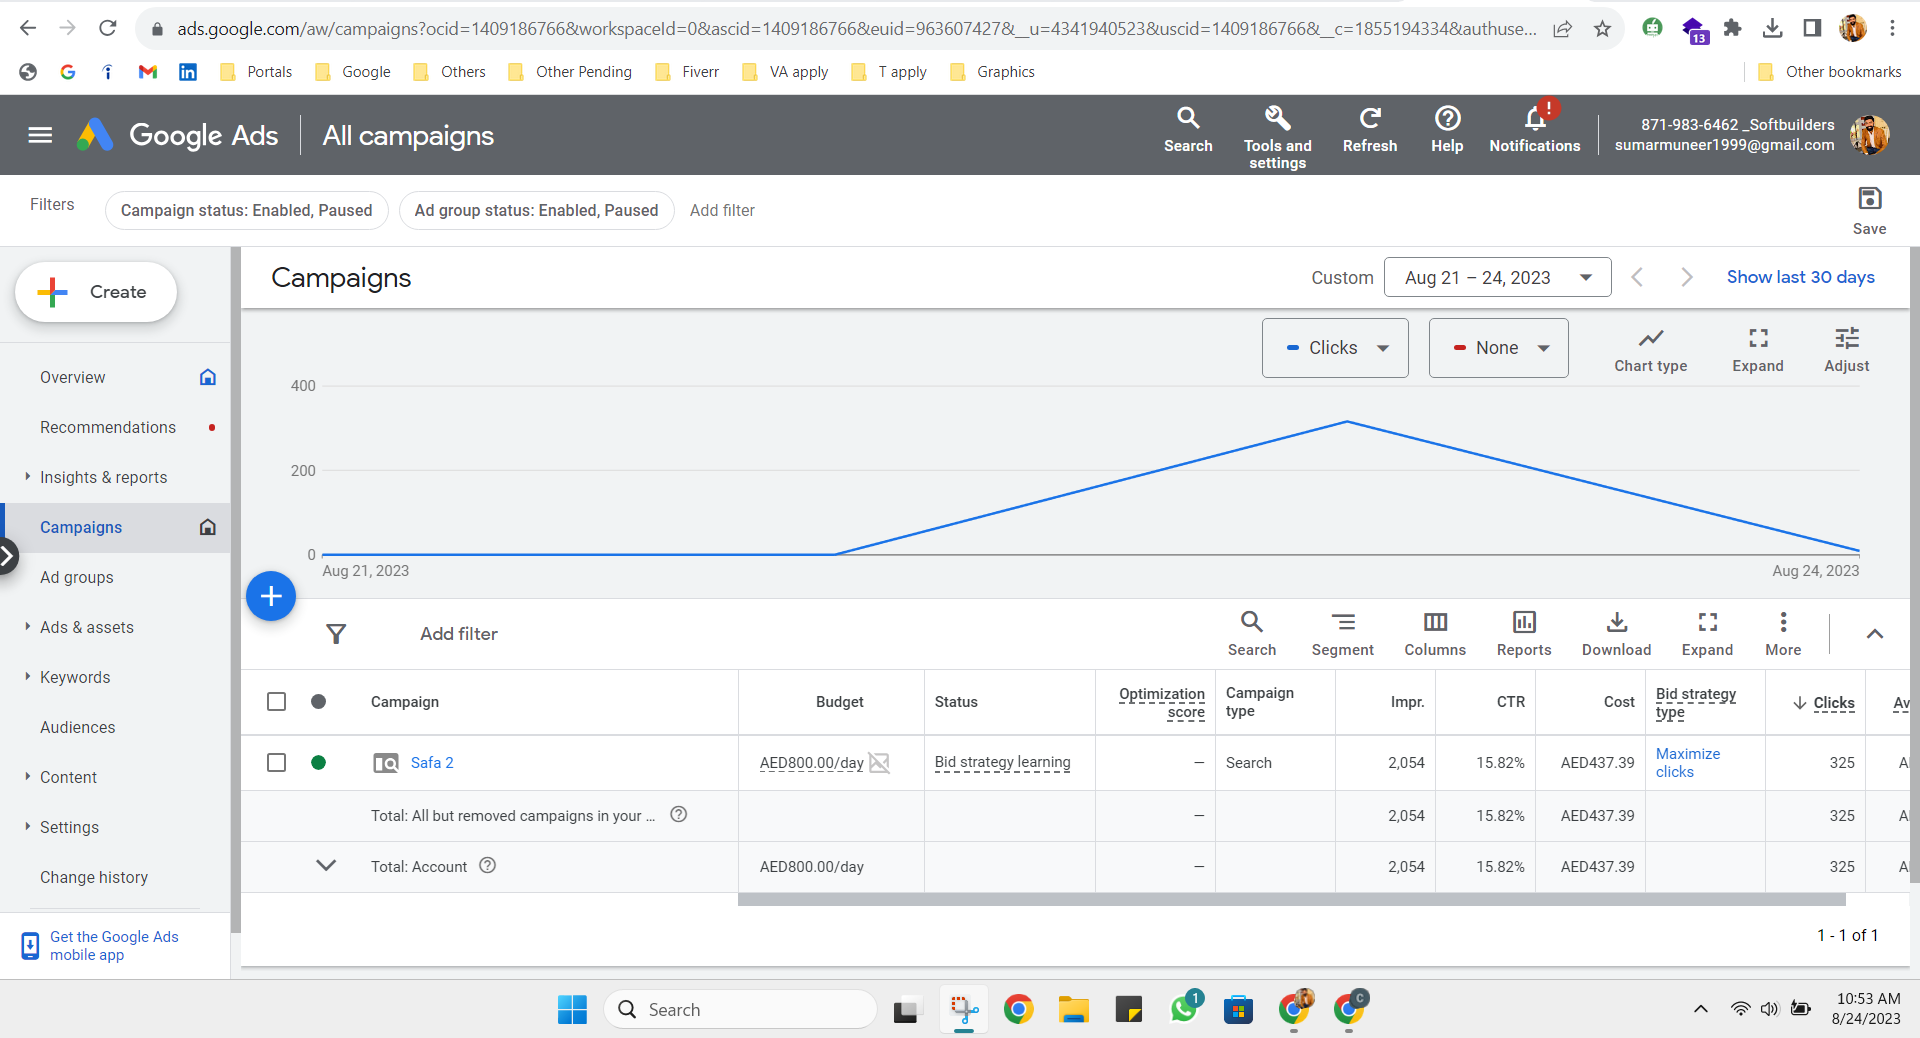 ads.google.com/aw/campaigns?ocid=1409186766&workspaceId=0&ascid=1409186766&euid=963607427&__u=4341940523&uscid=1409186766&__c=1855194334&authuse...
13
Portals
Google
Others
Other Pending
Fiverr
VA apply
T apply
Graphics
Other bookmarks
Google Ads
All campaigns
Search
Tools and
settings
Refresh
Help
!
Notifications
871-983-6462 _Softbuilders
sumarmuneer1999@gmail.com
Filters
Campaign status: Enabled, Paused
Ad group status: Enabled, Paused
Add filter
Save
Create
Overview
Recommendations
Insights & reports
Campaigns
Ad groups
Ads & assets
Keywords
Audiences
Content
Settings
Change history
Get the Google Ads
mobile app
Campaigns
Custom
Aug 21 – 24, 2023
Show last 30 days
Clicks
None
Chart type
Expand
Adjust
400
200
0
Aug 21, 2023
Aug 24, 2023
Add filter
Search
Segment
Columns
Reports
Download
Expand
More
Campaign
Budget
Status
Optimization
score
Campaign
type
Impr.
CTR
Cost
Bid strategy
type
Clicks
Av
Safa 2
AED800.00/day
Bid strategy learning
–
Search
2,054
15.82%
AED437.39
Maximize
clicks
325
A
Total: All but removed campaigns in your ...
–
2,054
15.82%
AED437.39
325
A
Total: Account
AED800.00/day
–
2,054
15.82%
AED437.39
325
A
1 - 1 of 1
Search
1
C
10:53 AM
8/24/2023